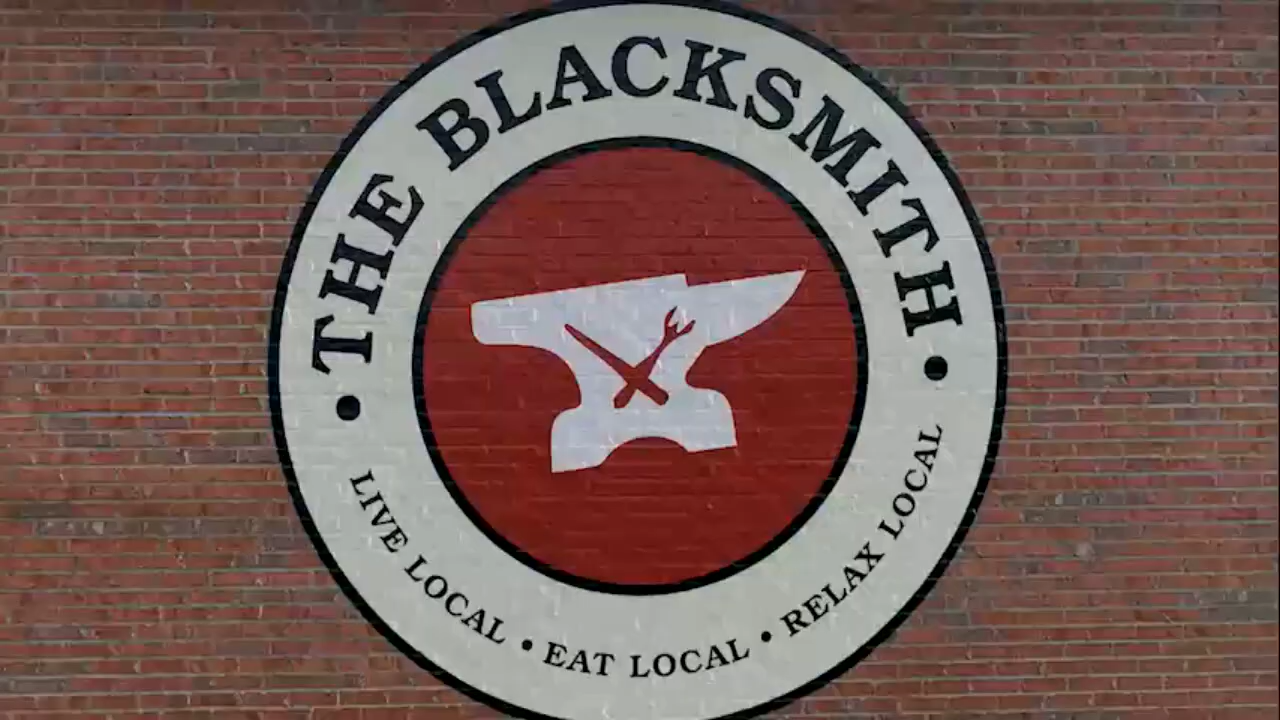 • THE BLACKSMITH •
LIVE LOCAL • EAT LOCAL • RELAX LOCAL